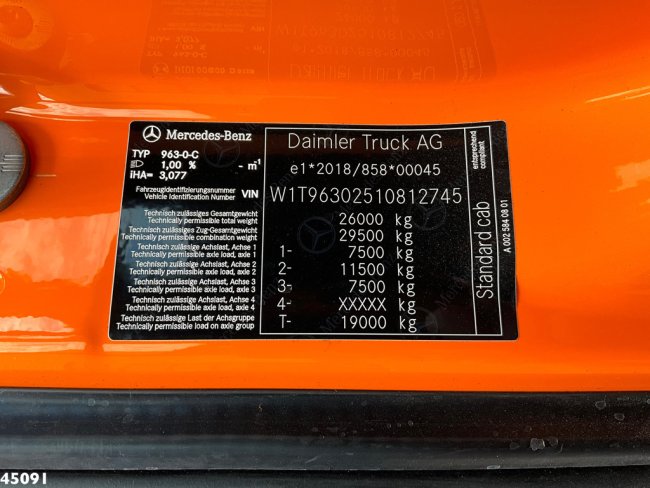 Mercedes-Benz
TYP 963-0-C
1,00 % - m⁻¹
iHA= 3,077
Fahrzeugidentifizierungsnummer
Vehicle Identification Number VIN
Daimler Truck AG
e1*2018/858*00045
W1T96302510812745
Technisch zulässiges Gesamtgewicht
Technically permissible total weight 26000 kg
Technisch zulässiges Zug-Gesamtgewicht
Technically permissible combination weight 29500 kg
Technisch zulässige Achslast, Achse 1
Technically permissible axle load, axle 1 1- 7500 kg
Technisch zulässige Achslast, Achse 2
Technically permissible axle load, axle 2 2- 11500 kg
Technisch zulässige Achslast, Achse 3
Technically permissible axle load, axle 3 3- 7500 kg
Technisch zulässige Achslast, Achse 4
Technically permissible axle load, axle 4 4- XXXXX kg
Technisch zulässige Last der Achsgruppe
Technically permissible load on axle group T- 19000 kg
entsprechend
compliant
Standard cab
A 002 584 08 01
45091